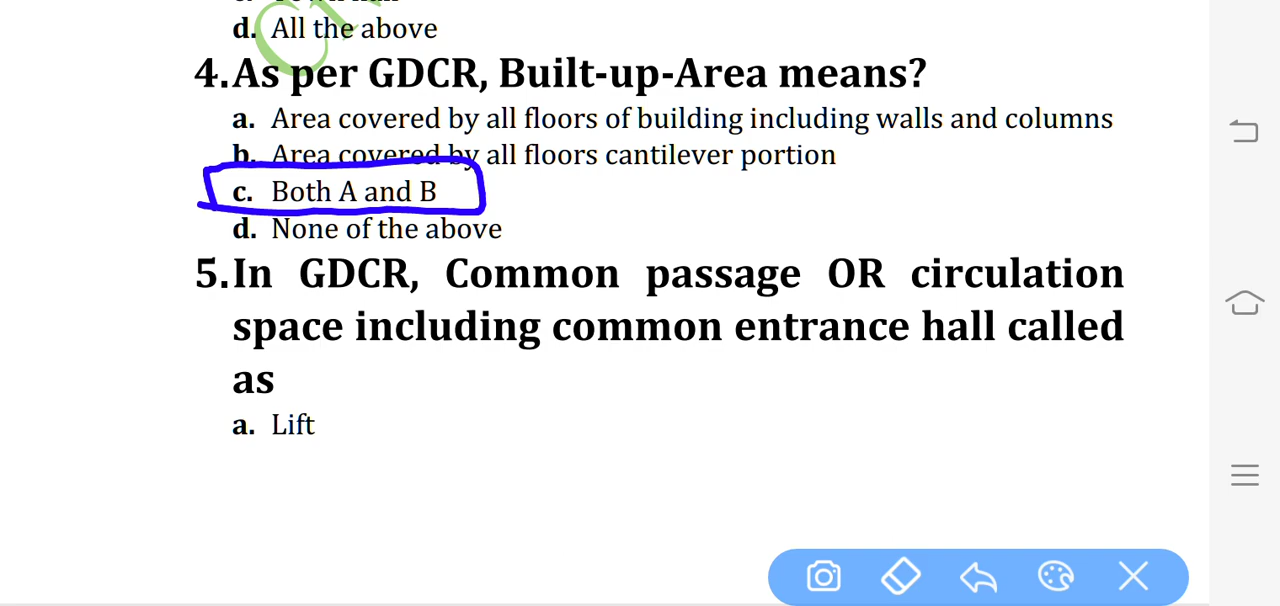 d. All the above
4.As per GDCR, Built-up-Area means?
a. Area covered by all floors of building including walls and columns
b. Area covered by all floors cantilever portion
c. Both A and B
d. None of the above
5.In GDCR, Common passage OR circulation
space including common entrance hall called
as
a. Lift